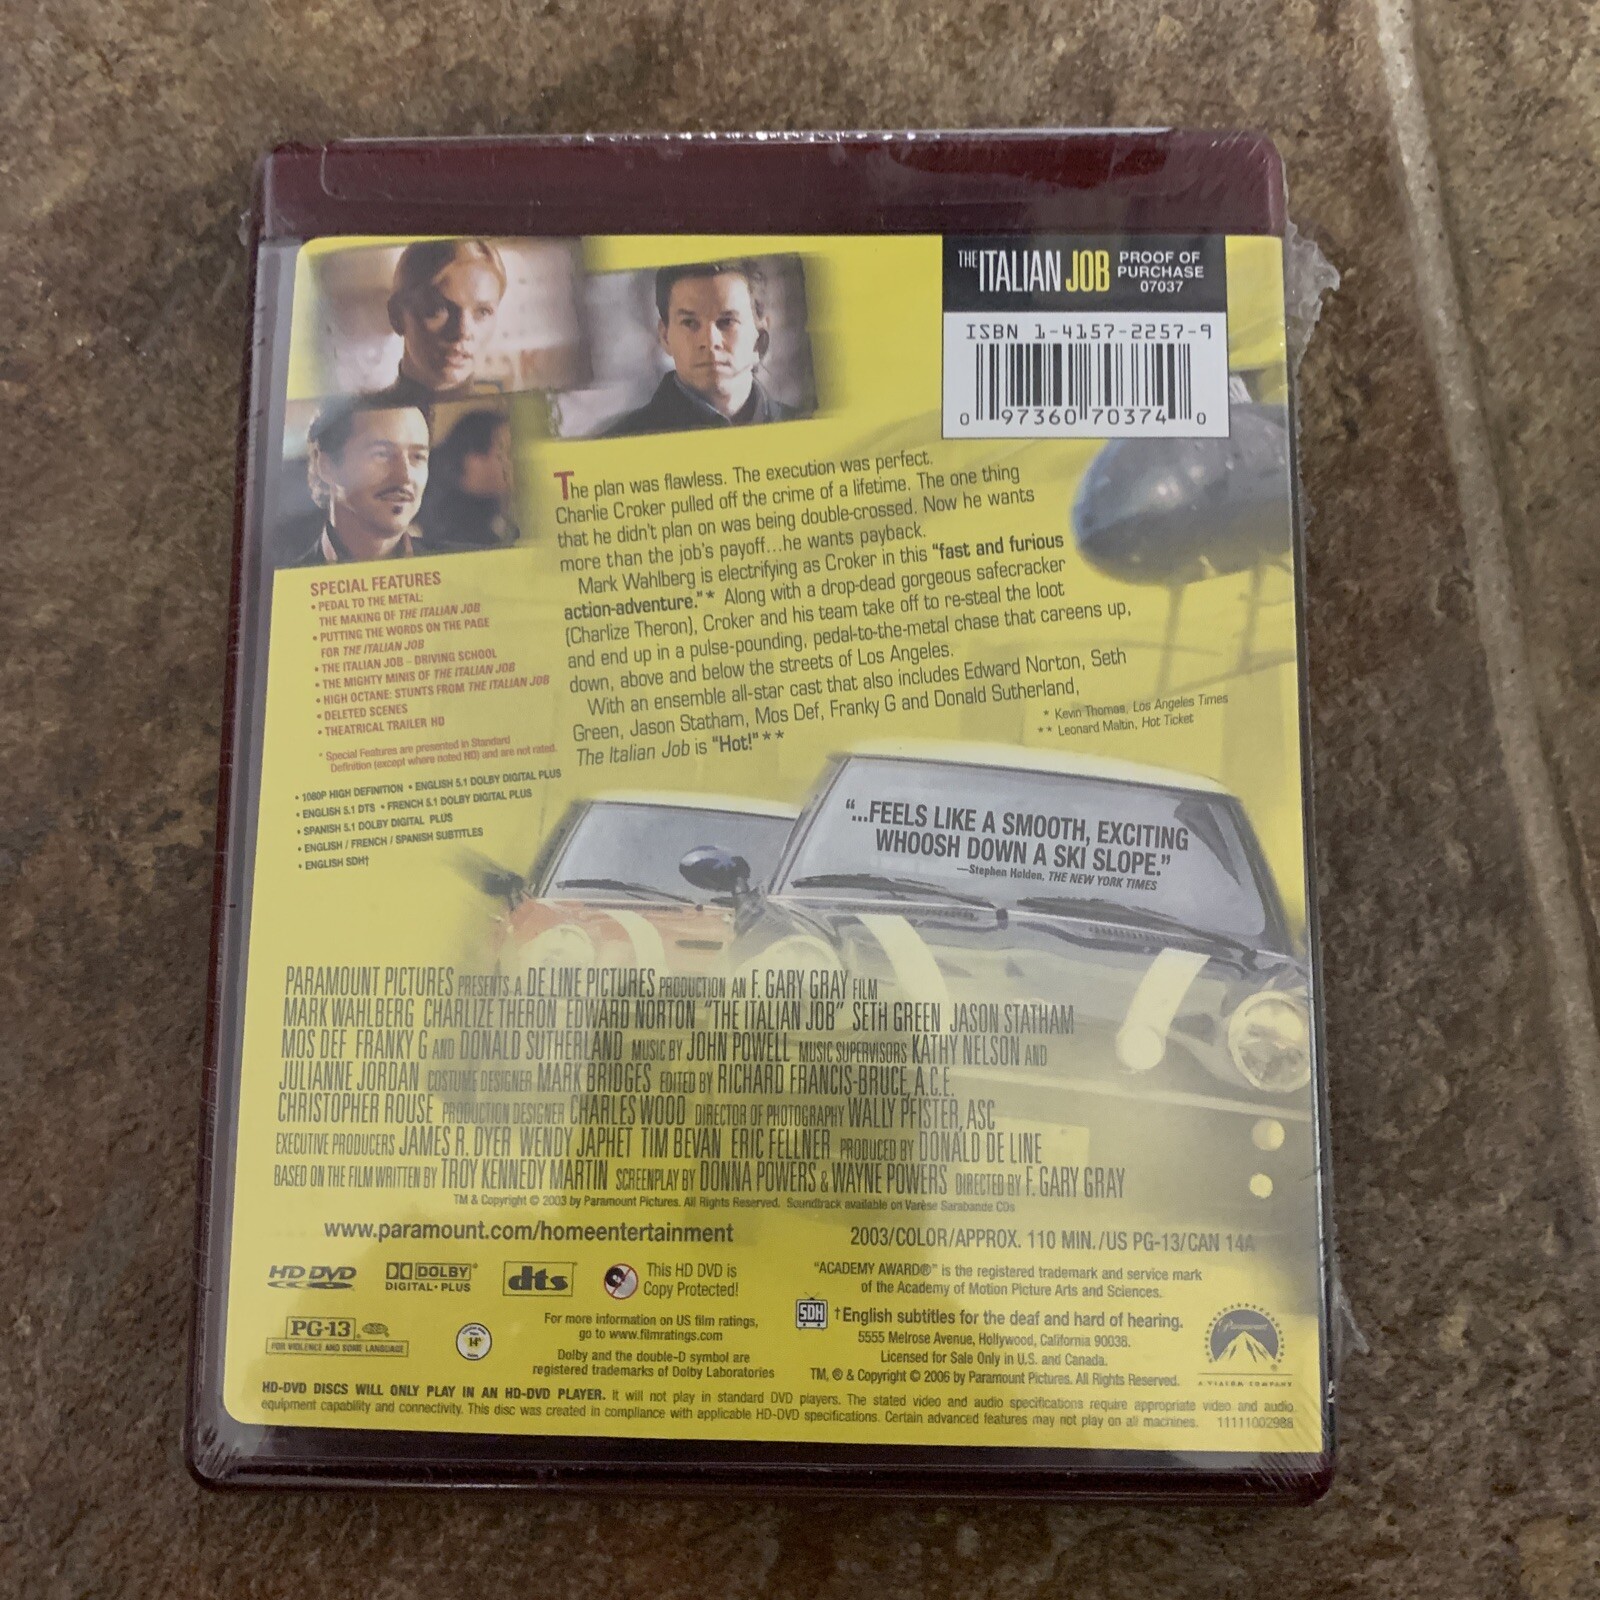 THE ITALIAN JOB
PROOF OF
PURCHASE
07037
ISBN 1-4157-2257-9
0 97360 70374 0
The plan was flawless. The execution was perfect.
Charlie Croker pulled off the crime of a lifetime. The one thing
that he didn't plan on was being double-crossed. Now he wants
more than the job's payoff...he wants payback.
Mark Wahlberg is electrifying as Croker in this "fast and furious
action-adventure."* Along with a drop-dead gorgeous safecracker
(Charlize Theron), Croker and his team take off to re-steal the loot
and end up in a pulse-pounding, pedal-to-the-metal chase that careens up,
down, above and below the streets of Los Angeles.
With an ensemble all-star cast that also includes Edward Norton, Seth
Green, Jason Statham, Mos Def, Franky G and Donald Sutherland,
The Italian Job is "Hot!"**
* Kevin Thomas, Los Angeles Times
** Leonard Maltin, Hot Ticket
SPECIAL FEATURES
• PEDAL TO THE METAL:
THE MAKING OF THE ITALIAN JOB
• PUTTING THE WORDS ON THE PAGE
FOR THE ITALIAN JOB
• THE ITALIAN JOB – DRIVING SCHOOL
• THE MIGHTY MINIS OF THE ITALIAN JOB
• HIGH OCTANE: STUNTS FROM THE ITALIAN JOB
• DELETED SCENES
• THEATRICAL TRAILER HD
* Special Features are presented in Standard
Definition (except where noted HD) and are not rated.
• 1080P HIGH DEFINITION • ENGLISH 5.1 DOLBY DIGITAL PLUS
• ENGLISH 5.1 DTS • FRENCH 5.1 DOLBY DIGITAL PLUS
• SPANISH 5.1 DOLBY DIGITAL PLUS
• ENGLISH / FRENCH / SPANISH SUBTITLES
• ENGLISH SDH†
"...FEELS LIKE A SMOOTH, EXCITING
WHOOSH DOWN A SKI SLOPE."
—Stephen Holden, THE NEW YORK TIMES
PARAMOUNT PICTURES PRESENTS A DE LINE PICTURES PRODUCTION AN F. GARY GRAY FILM
MARK WAHLBERG CHARLIZE THERON EDWARD NORTON "THE ITALIAN JOB" SETH GREEN JASON STATHAM
MOS DEF FRANKY G AND DONALD SUTHERLAND MUSIC BY JOHN POWELL MUSIC SUPERVISORS KATHY NELSON AND
JULIANNE JORDAN COSTUME DESIGNER MARK BRIDGES EDITED BY RICHARD FRANCIS-BRUCE, A.C.E.
CHRISTOPHER ROUSE PRODUCTION DESIGNER CHARLES WOOD DIRECTOR OF PHOTOGRAPHY WALLY PFISTER, ASC
EXECUTIVE PRODUCERS JAMES R. DYER WENDY JAPHET TIM BEVAN ERIC FELLNER PRODUCED BY DONALD DE LINE
BASED ON THE FILM WRITTEN BY TROY KENNEDY MARTIN SCREENPLAY BY DONNA POWERS & WAYNE POWERS DIRECTED BY F. GARY GRAY
TM & Copyright © 2003 by Paramount Pictures. All Rights Reserved. Soundtrack available on Varèse Sarabande CDs
www.paramount.com/homeentertainment
2003/COLOR/APPROX. 110 MIN./US PG-13/CAN 14A
HD DVD
DOLBY
DIGITAL • PLUS
dts
This HD DVD is
Copy Protected!
"ACADEMY AWARD®" is the registered trademark and service mark
of the Academy of Motion Picture Arts and Sciences.
PG-13
FOR VIOLENCE AND SOME LANGUAGE
14A
For more information on US film ratings,
go to www.filmratings.com
Dolby and the double-D symbol are
registered trademarks of Dolby Laboratories
SDH
†English subtitles for the deaf and hard of hearing.
5555 Melrose Avenue, Hollywood, California 90038.
Licensed for Sale Only in U.S. and Canada.
TM, ® & Copyright © 2006 by Paramount Pictures. All Rights Reserved.
Paramount
A VIACOM COMPANY
HD-DVD DISCS WILL ONLY PLAY IN AN HD-DVD PLAYER. It will not play in standard DVD players. The stated video and audio specifications require appropriate video and audio
equipment capability and connectivity. This disc was created in compliance with applicable HD-DVD specifications. Certain advanced features may not play on all machines. 11111002988